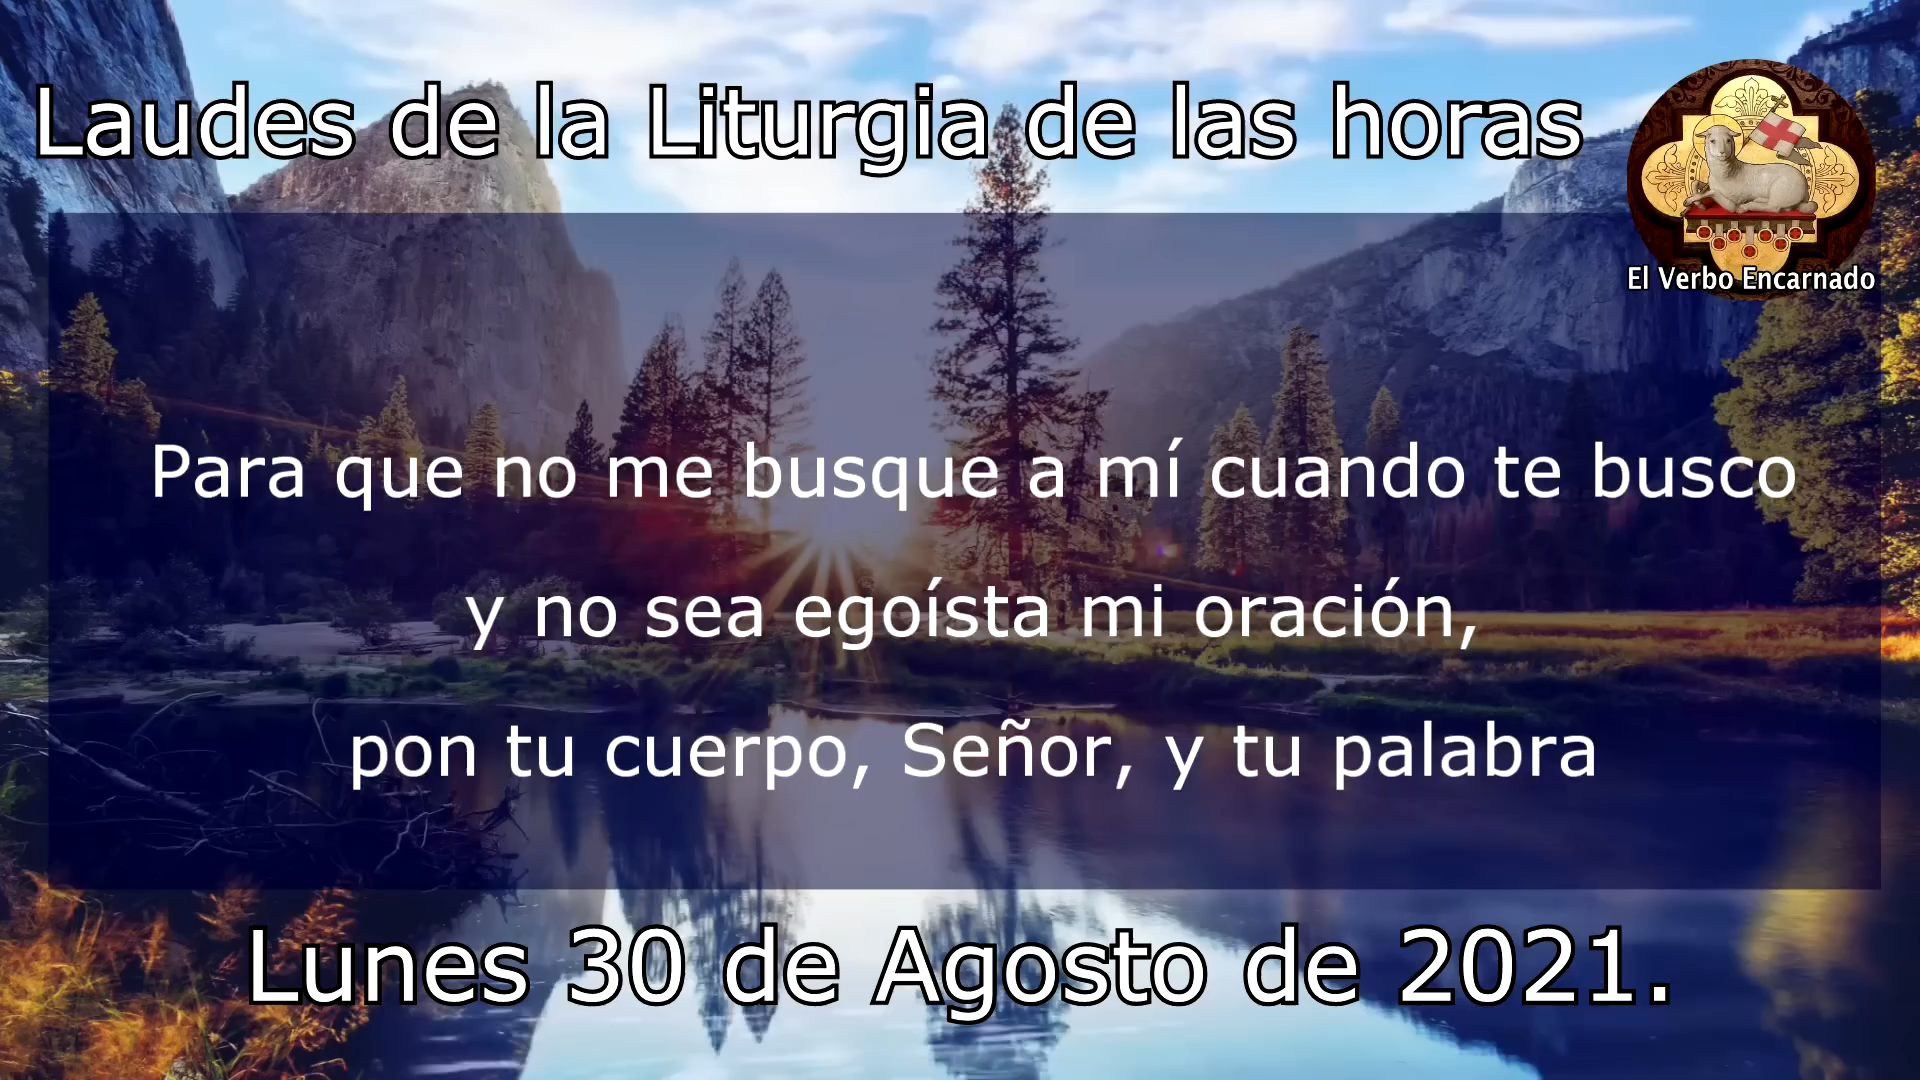 Laudes de la Liturgia de las horas
El Verbo Encarnado
Para que no me busque a mí cuando te busco
y no sea egoísta mi oración,
pon tu cuerpo, Señor, y tu palabra
Lunes 30 de Agosto de 2021.